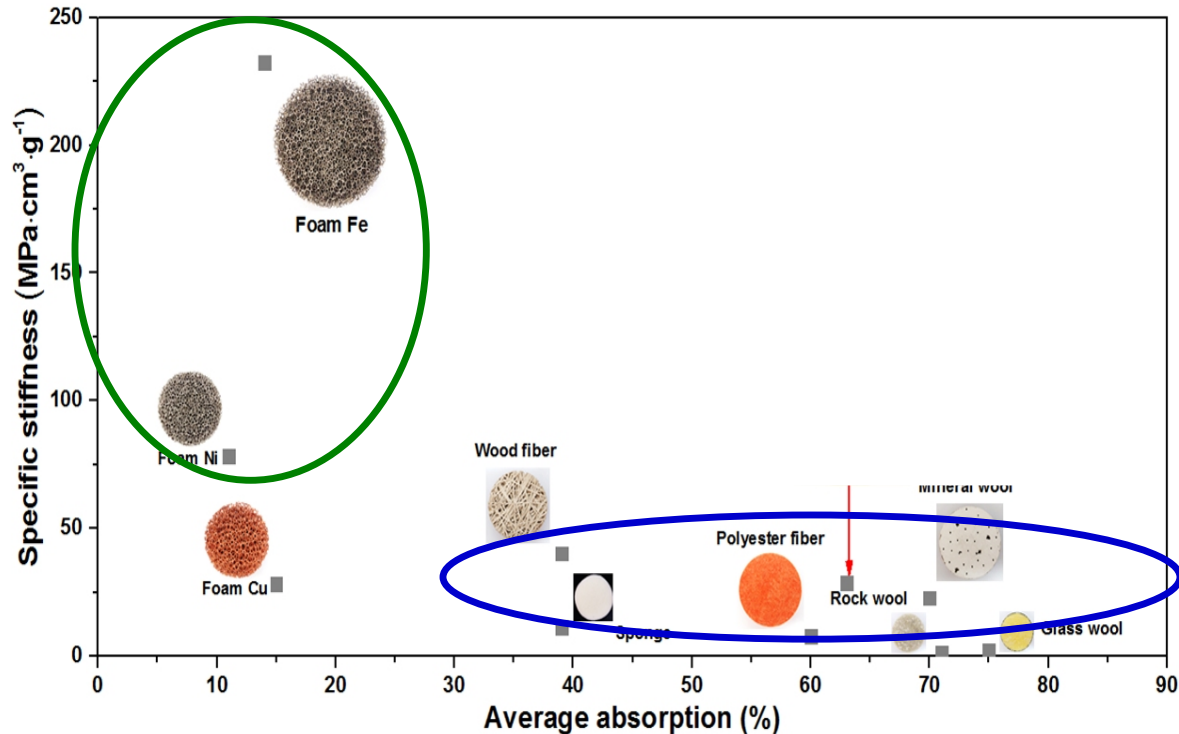 250
200
150
100
50
0
Specific stiffness (MPa·cm³·g⁻¹)
Foam Fe
Foam Ni
Foam Cu
Wood fiber
Sponge
Polyester fiber
Rock wool
Mineral wool
Glass wool
0 10 20 30 40 50 60 70 80 90
Average absorption (%)